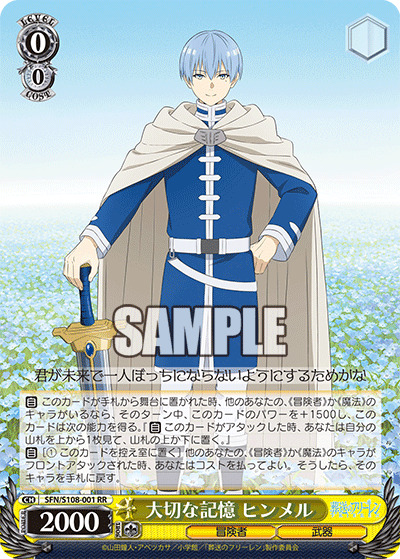 LEVEL
0
0
COST
SAMPLE
君が未来で一人ぼっちにならないようにするためかな
自 このカードが手札から舞台に置かれた時、他のあなたの、《冒険者》か《魔法》の
キャラがいるなら、そのターン中、このカードのパワーを+1500し、このカー
ドは次の能力を得る。『自 このカードがアタックした時、あなたは自分の
山札を上から1枚見て、山札の上か下に置く。』
自 [① このカードを控え室に置く] 他のあなたの、《冒険者》か《魔法》のキャラが
フロントアタックされた時、あなたはコストを払ってよい。そうしたら、その
キャラを手札に戻す。
CH SFN/S108-001 RR
大切な記憶 ヒンメル
葬送のフリーレン
2000
冒険者
武器
©山田鐘人・アベツカサ/小学館/「葬送のフリーレン」製作委員会